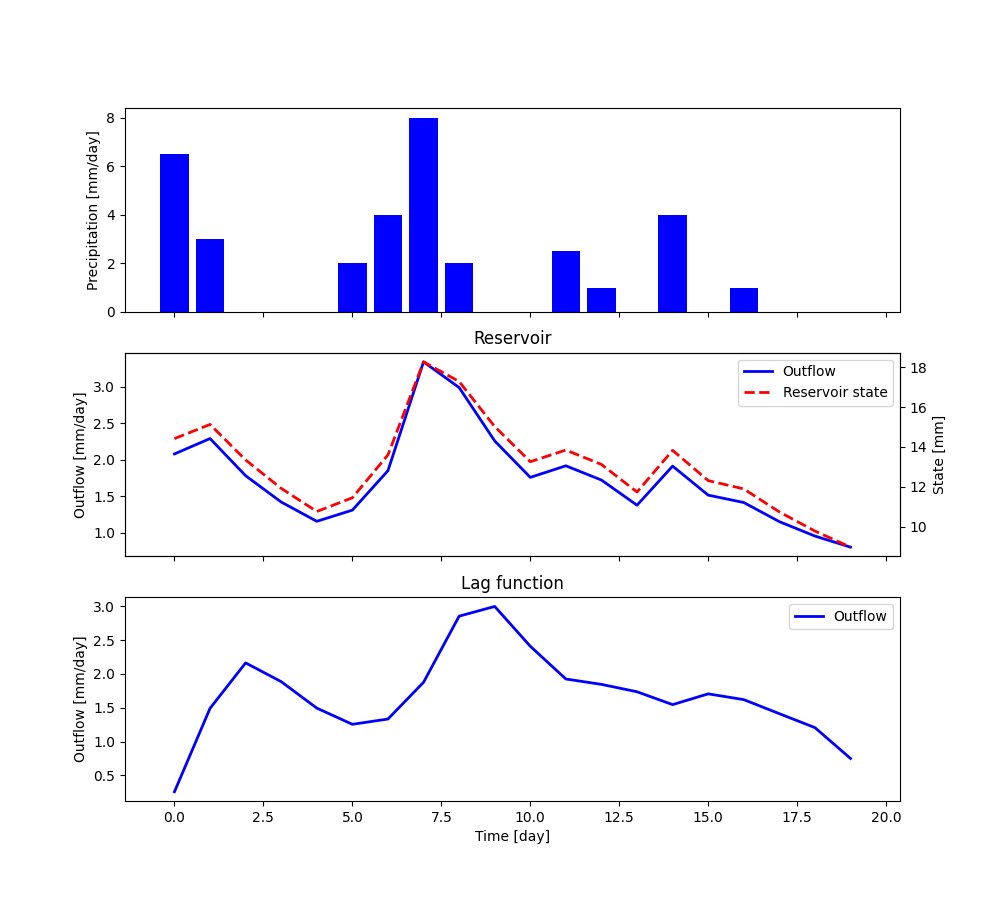 Precipitation [mm/day]
8
6
4
2
0
Reservoir
Outflow [mm/day]
3.0
2.5
2.0
1.5
1.0
Outflow
Reservoir state
18
16
14
12
10
State [mm]
Lag function
Outflow [mm/day]
3.0
2.5
2.0
1.5
1.0
0.5
Outflow
0.0 2.5 5.0 7.5 10.0 12.5 15.0 17.5 20.0
Time [day]